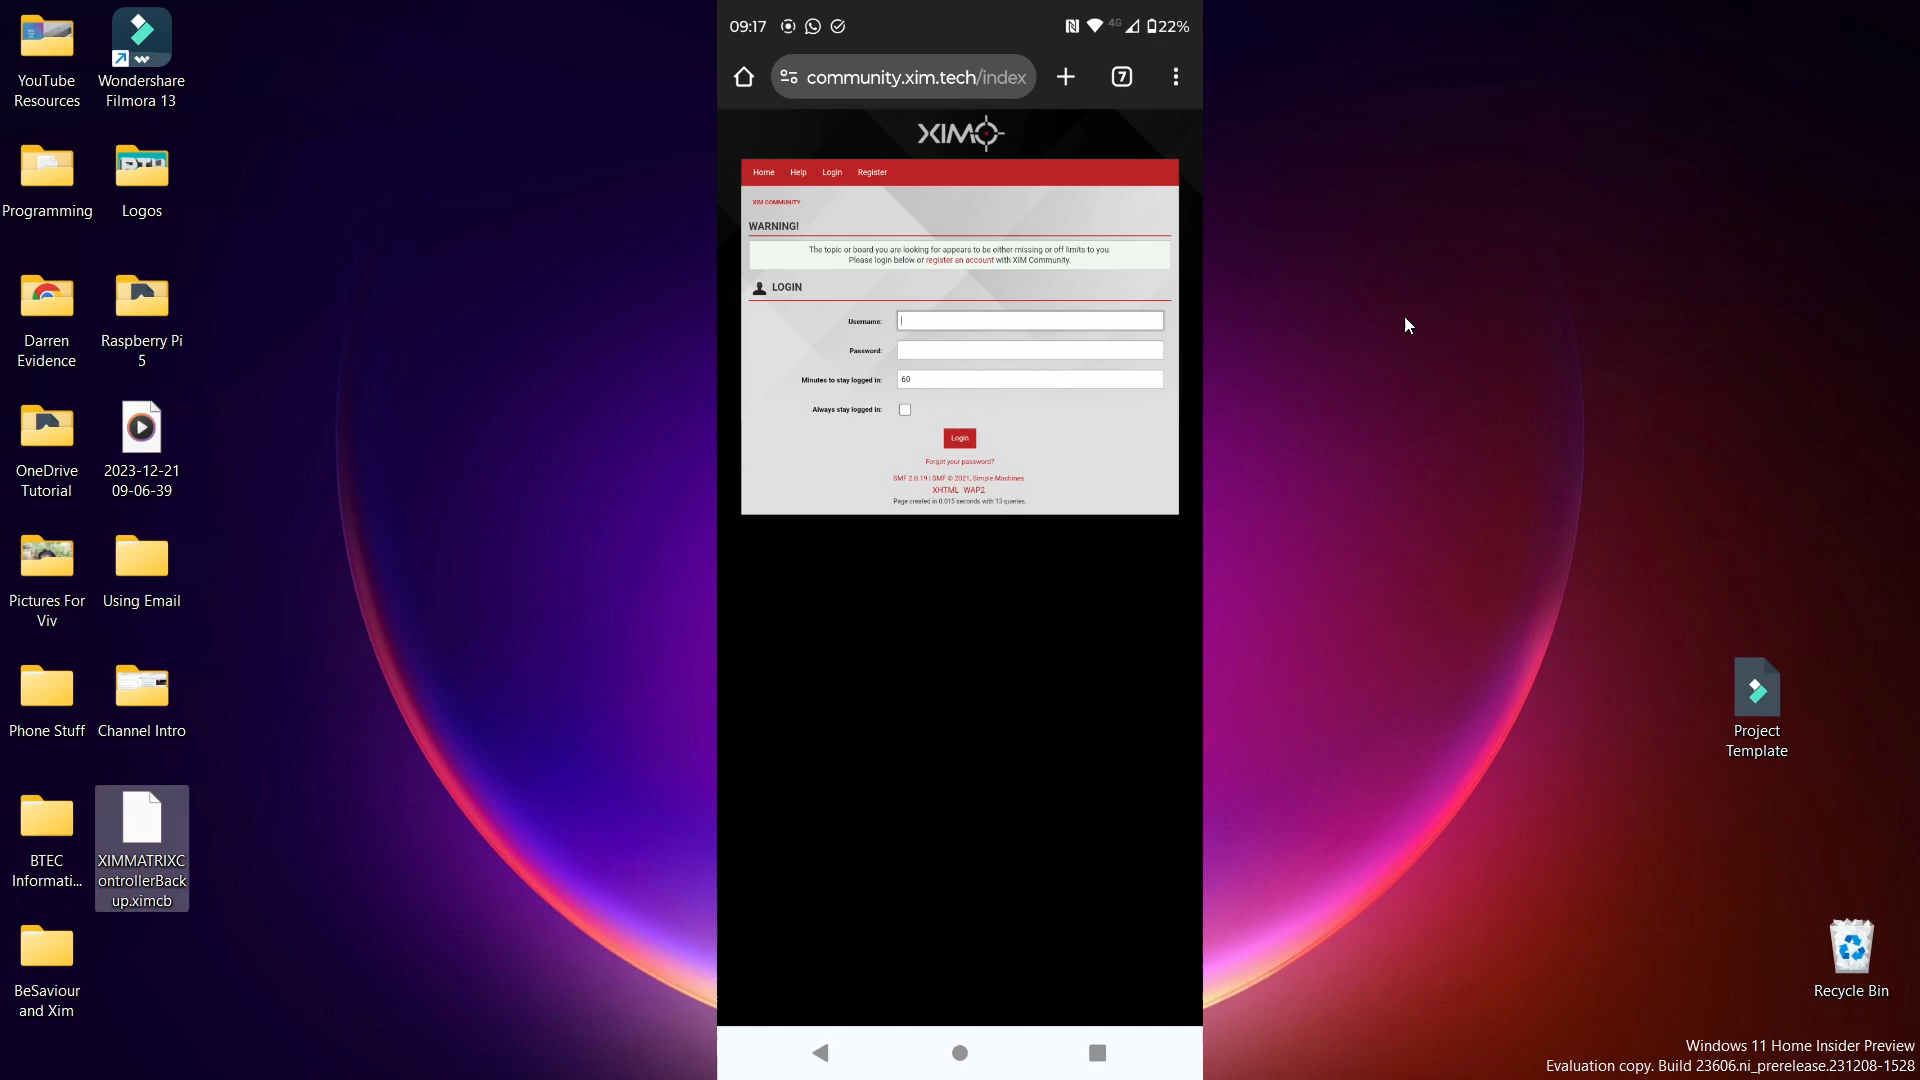 YouTube
Resources
Wondershare
Filmora 13
Programming
Logos
Darren
Evidence
Raspberry Pi
5
OneDrive
Tutorial
2023-12-21
09-06-39
Pictures For
Viv
Using Email
Phone Stuff
Channel Intro
BTEC
Informati...
XIMMATRIXC
ontrollerBack
up.ximcb
BeSaviour
and Xim
09:17
4G
22%
community.xim.tech/index
7
XIM
Home Help Login Register
XIM COMMUNITY
WARNING!
The topic or board you are looking for appears to be either missing or off limits to you.
Please login below or register an account with XIM Community.
LOGIN
Username:
Password:
Minutes to stay logged in: 60
Always stay logged in:
Login
Forgot your password?
SMF 2.0.19 | SMF © 2021, Simple Machines
XHTML WAP2
Page created in 0.015 seconds with 13 queries.
Project
Template
Recycle Bin
Windows 11 Home Insider Preview
Evaluation copy. Build 23606.ni_prerelease.231208-1528